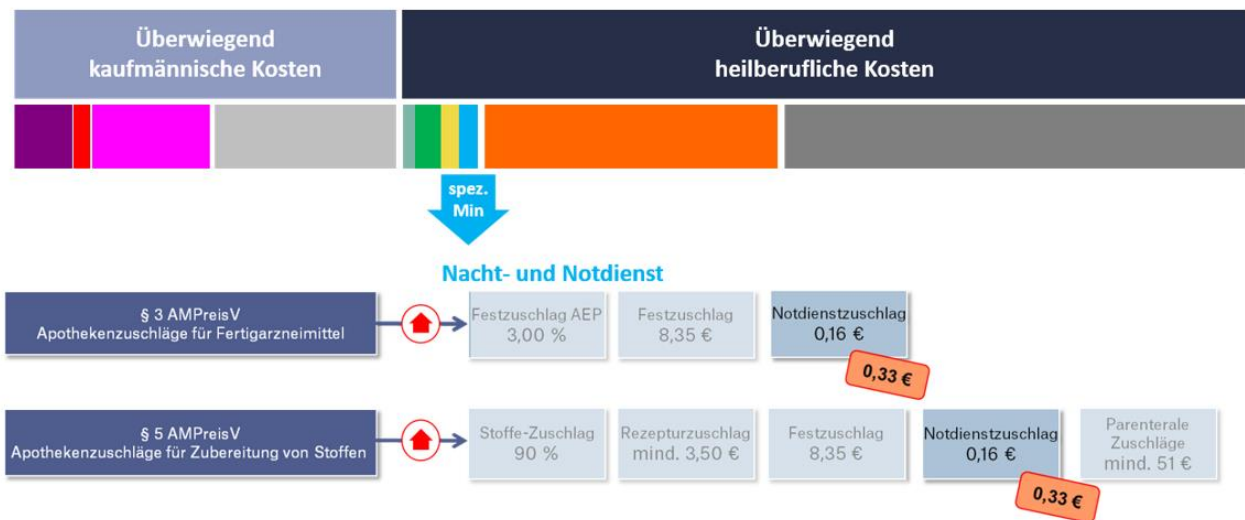 Überwiegend
kaufmännische Kosten
Überwiegend
heilberufliche Kosten
spez.
Min
Nacht- und Notdienst
§ 3 AMPreisV
Apothekenzuschläge für Fertigarzneimittel
Festzuschlag AEP
3,00 %
Festzuschlag
8,35 €
Notdienstzuschlag
0,16 €
0,33 €
§ 5 AMPreisV
Apothekenzuschläge für Zubereitung von Stoffen
Stoffe-Zuschlag
90 %
Rezepturzuschlag
mind. 3,50 €
Festzuschlag
8,35 €
Notdienstzuschlag
0,16 €
Parenterale
Zuschläge
mind. 51 €
0,33 €